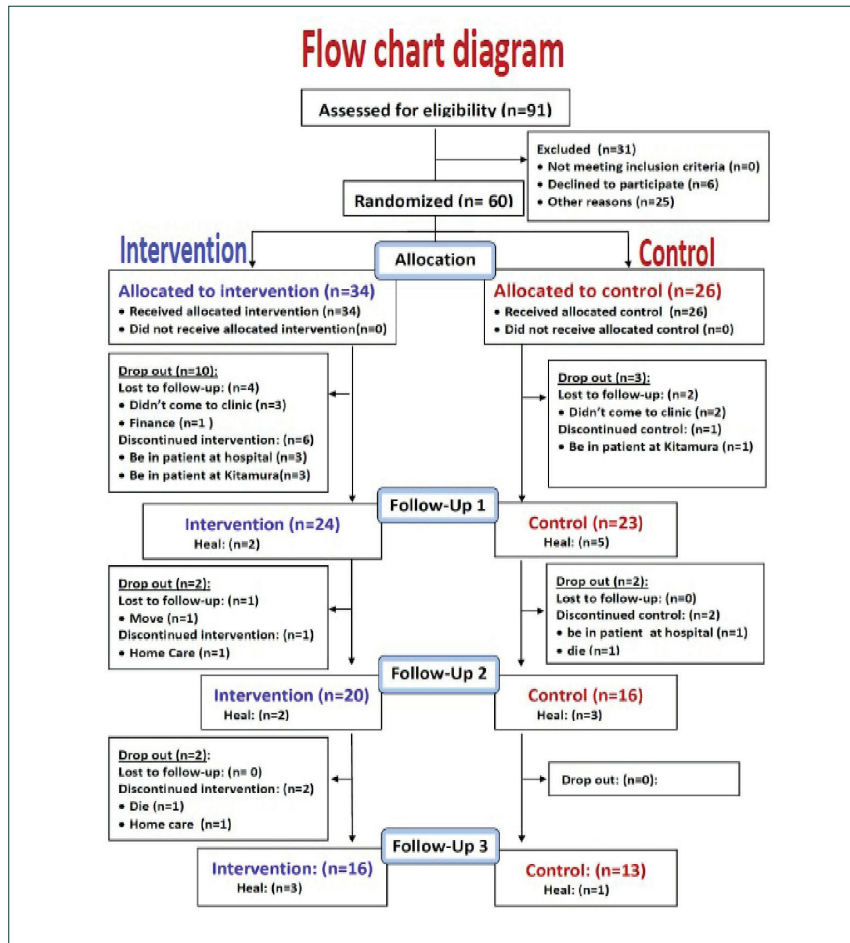 Flow chart diagram
Assessed for eligibility (n=91)
Excluded (n=31)
• Not meeting inclusion criteria (n=0)
• Declined to participate (n=6)
• Other reasons (n=25)
Randomized (n= 60)
Intervention
Control
Allocation
Allocated to intervention (n=34)
• Received allocated intervention (n=34)
• Did not receive allocated intervention(n=0)
Allocated to control (n=26)
• Received allocated control (n=26)
• Did not receive allocated control (n=0)
Drop out (n=10):
Lost to follow-up: (n=4)
• Didn't come to clinic (n=3)
• Finance (n=1 )
Discontinued intervention: (n=6)
• Be in patient at hospital (n=3)
• Be in patient at Kitamura(n=3)
Drop out (n=3):
Lost to follow-up: (n=2)
• Didn't come to clinic (n=2)
Discontinued control: (n=1)
• Be in patient at Kitamura (n=1)
Follow-Up 1
Intervention (n=24)
Heal: (n=2)
Control (n=23)
Heal: (n=5)
Drop out (n=2):
Lost to follow-up: (n=1)
• Move (n=1)
Discontinued intervention: (n=1)
• Home Care (n=1)
Drop out (n=2):
Lost to follow-up: (n=0)
Discontinued control: (n=2)
• be in patient at hospital (n=1)
• die (n=1)
Follow-Up 2
Intervention (n=20)
Heal: (n=2)
Control (n=16)
Heal: (n=3)
Drop out (n=2):
Lost to follow-up: (n= 0)
Discontinued intervention: (n=2)
• Die (n=1)
• Home care (n=1)
Drop out: (n=0):
Follow-Up 3
Intervention: (n=16)
Heal: (n=3)
Control: (n=13)
Heal: (n=1)